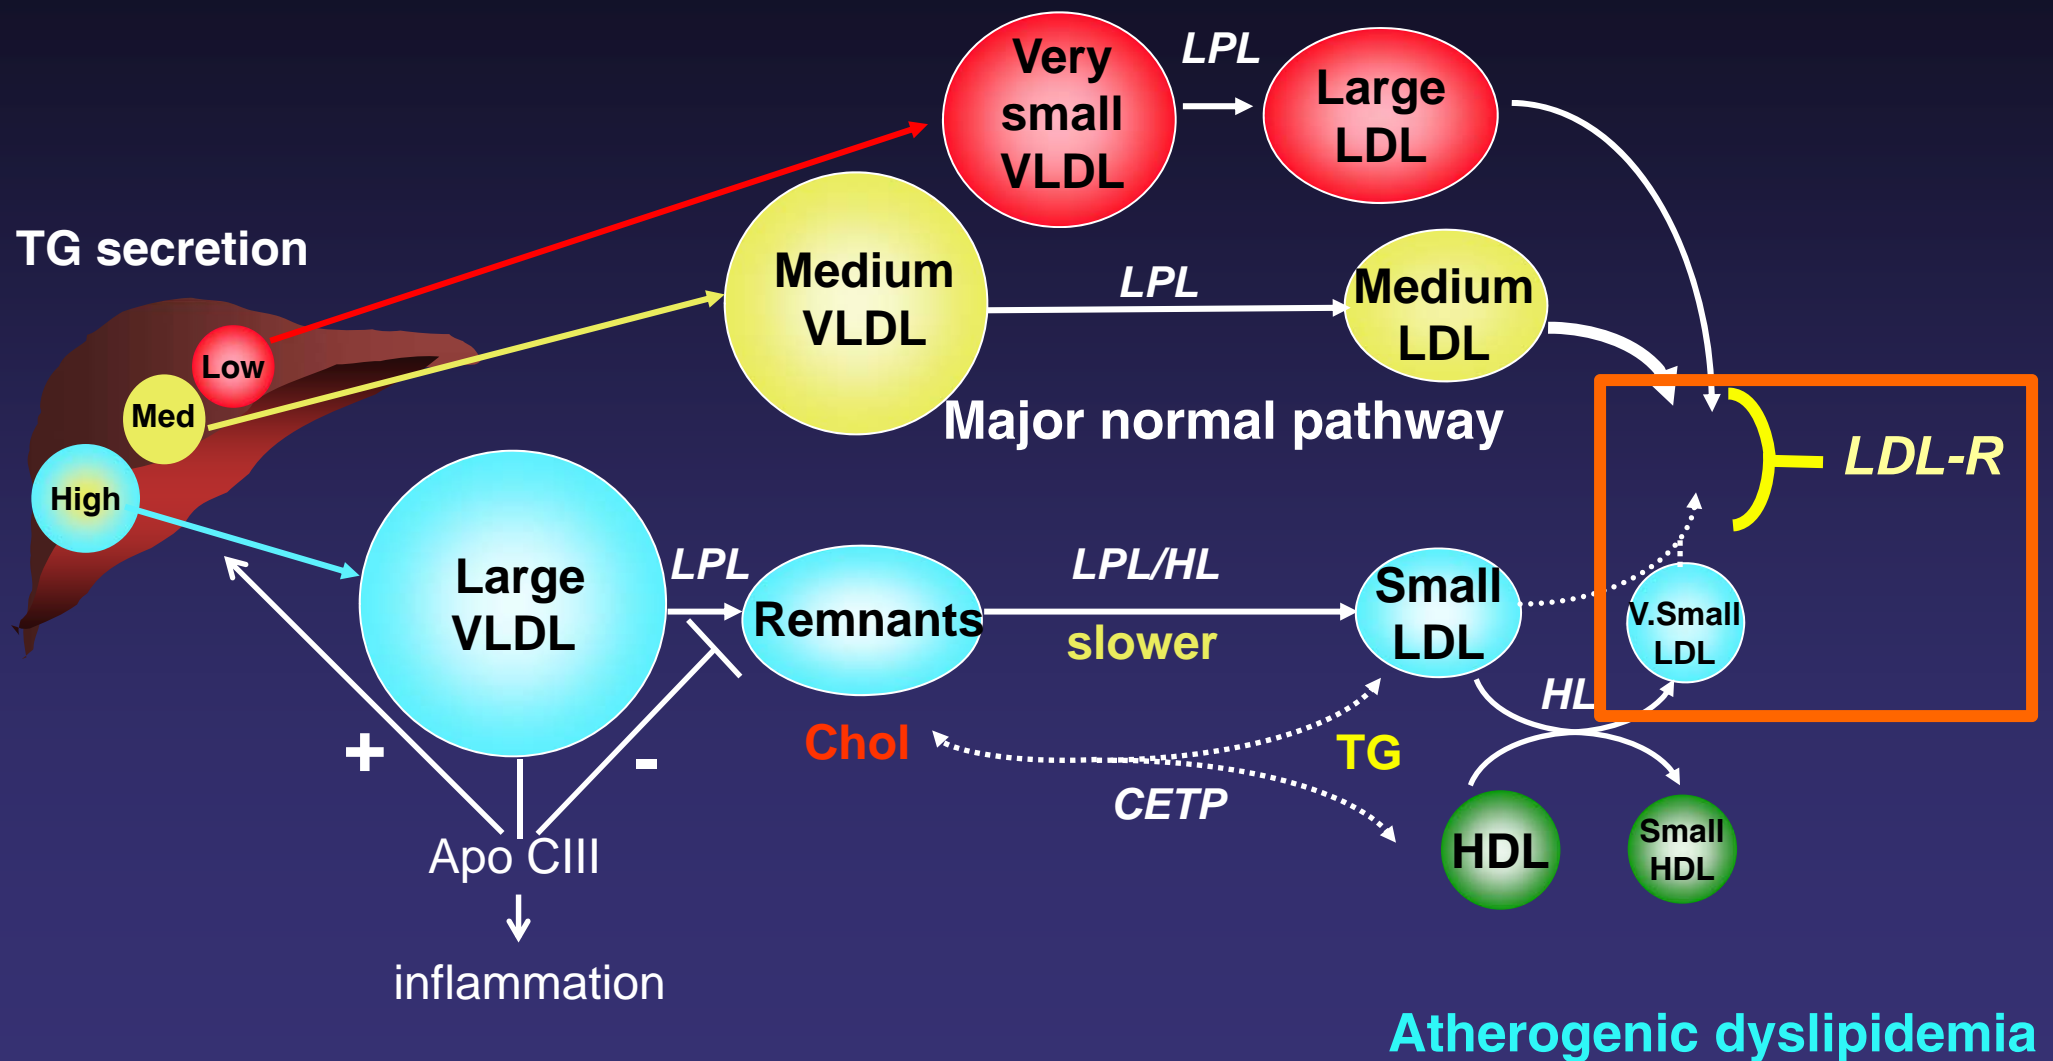 Very
small
VLDL
LPL
Large
LDL
TG secretion
Medium
VLDL
LPL
Medium
LDL
Low
Med
High
Major normal pathway
LDL-R
Large
VLDL
LPL
Remnants
LPL/HL
slower
Small
LDL
V.Small
LDL
HL
Chol
TG
CETP
+
-
Apo CIII
inflammation
HDL
Small
HDL
Atherogenic dyslipidemia